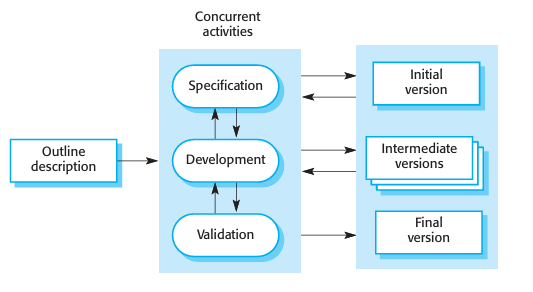 Concurrent
activities
Specification
Initial
version
Outline
description
Development
Intermediate
versions
Validation
Final
version